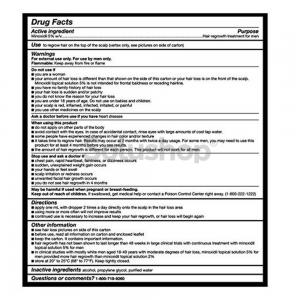 Drug Facts
Active ingredient Purpose
Minoxidil 5% w/v Hair regrowth treatment for men
Use to regrow hair on the top of the scalp (vertex only, see pictures on side of carton)
Warnings
For external use only. For use by men only.
Flammable: Keep away from fire or flame
Do not use if
you are a woman
your amount of hair loss is different than that shown on the side of this carton or your hair loss is on the front of the scalp.
Minoxidil topical solution 5% is not intended for frontal baldness or receding hairline.
you have no family history of hair loss
your hair loss is sudden and/or patchy
you do not know the reason for your hair loss
you are under 18 years of age. Do not use on babies and children.
your scalp is red, inflamed, infected, irritated, or painful
you use other medicines on the scalp
Ask a doctor before use if you have heart disease
When using this product
do not apply on other parts of the body
avoid contact with the eyes. In case of accidental contact, rinse eyes with large amounts of cool tap water.
some people have experienced changes in hair color and/or texture
it takes time to regrow hair. Results may occur at 2 months with twice a day usage. For some men, you may need to use this
product for at least 4 months before you see results.
the amount of hair regrowth is different for each person. This product will not work for all men.
Stop use and ask a doctor if
chest pain, rapid heartbeat, faintness, or dizziness occurs
sudden, unexplained weight gain occurs
your hands or feet swell
scalp irritation or redness occurs
unwanted facial hair growth occurs
you do not see hair regrowth in 4 months
May be harmful if used when pregnant or breast-feeding.
Keep out of reach of children. If swallowed, get medical help or contact a Poison Control Center right away. (1-800-222-1222)
Directions
apply one mL with dropper 2 times a day directly onto the scalp in the hair loss area
using more or more often will not improve results
continued use is necessary to increase and keep your hair regrowth, or hair loss will begin again
Other information
see hair loss pictures on side of this carton
before use, read all information on carton and enclosed leaflet
keep the carton. It contains important information.
hair regrowth has not been shown to last longer than 48 weeks in large clinical trials with continuous treatment with minoxidil
topical solution 5% for men
in clinical studies with mostly white men aged 18-49 years with moderate degrees of hair loss, minoxidil topical solution 5% for men
provided more hair regrowth than minoxidil topical solution 2%
store at 20° to 25°C (68° to 77°F). Keep tightly closed.
Inactive ingredients alcohol, propylene glycol, purified water
Questions or comments?